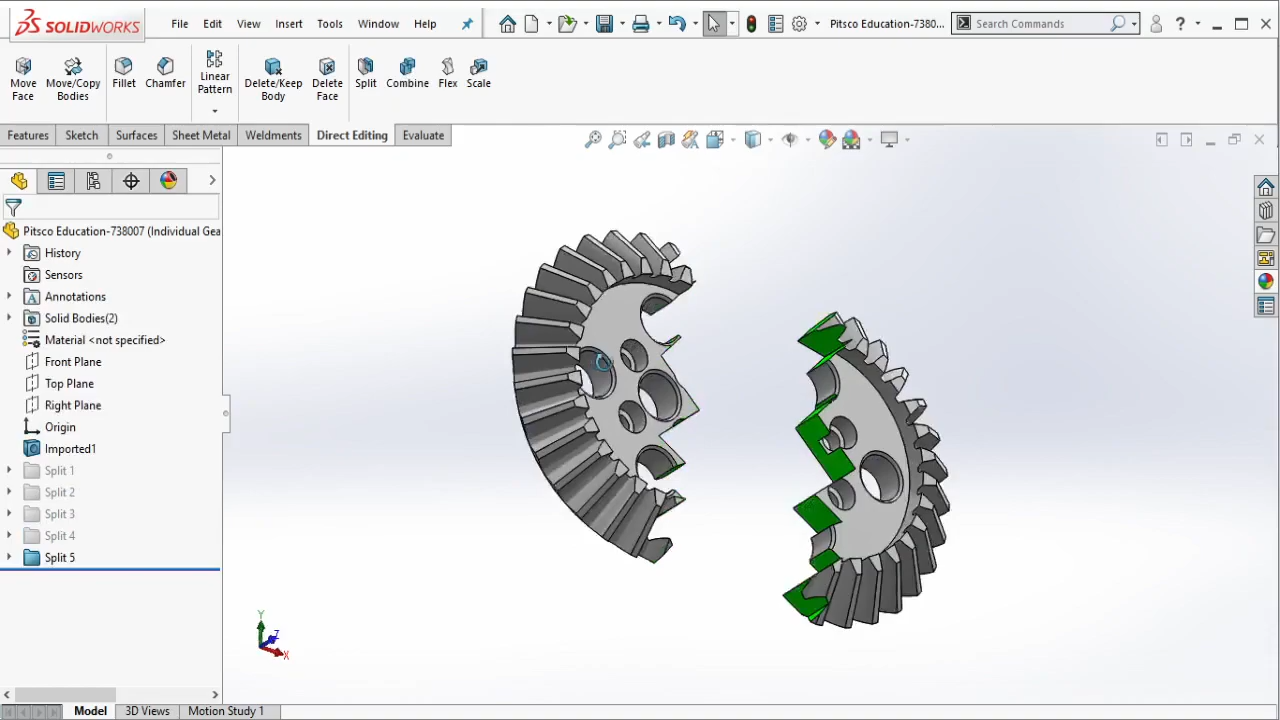 SOLIDWORKS File Edit View Insert Tools Window Help Pitsco Education-7380... Search Commands
Move Face Move/Copy Bodies Fillet Chamfer Linear Pattern Delete/Keep Body Delete Face Split Combine Flex Scale
Features Sketch Surfaces Sheet Metal Weldments Direct Editing Evaluate
Pitsco Education-738007 (Individual Gea
History
Sensors
Annotations
Solid Bodies(2)
Material <not specified>
Front Plane
Top Plane
Right Plane
Origin
Imported1
Split 1
Split 2
Split 3
Split 4
Split 5
Y
Z
X
Model 3D Views Motion Study 1